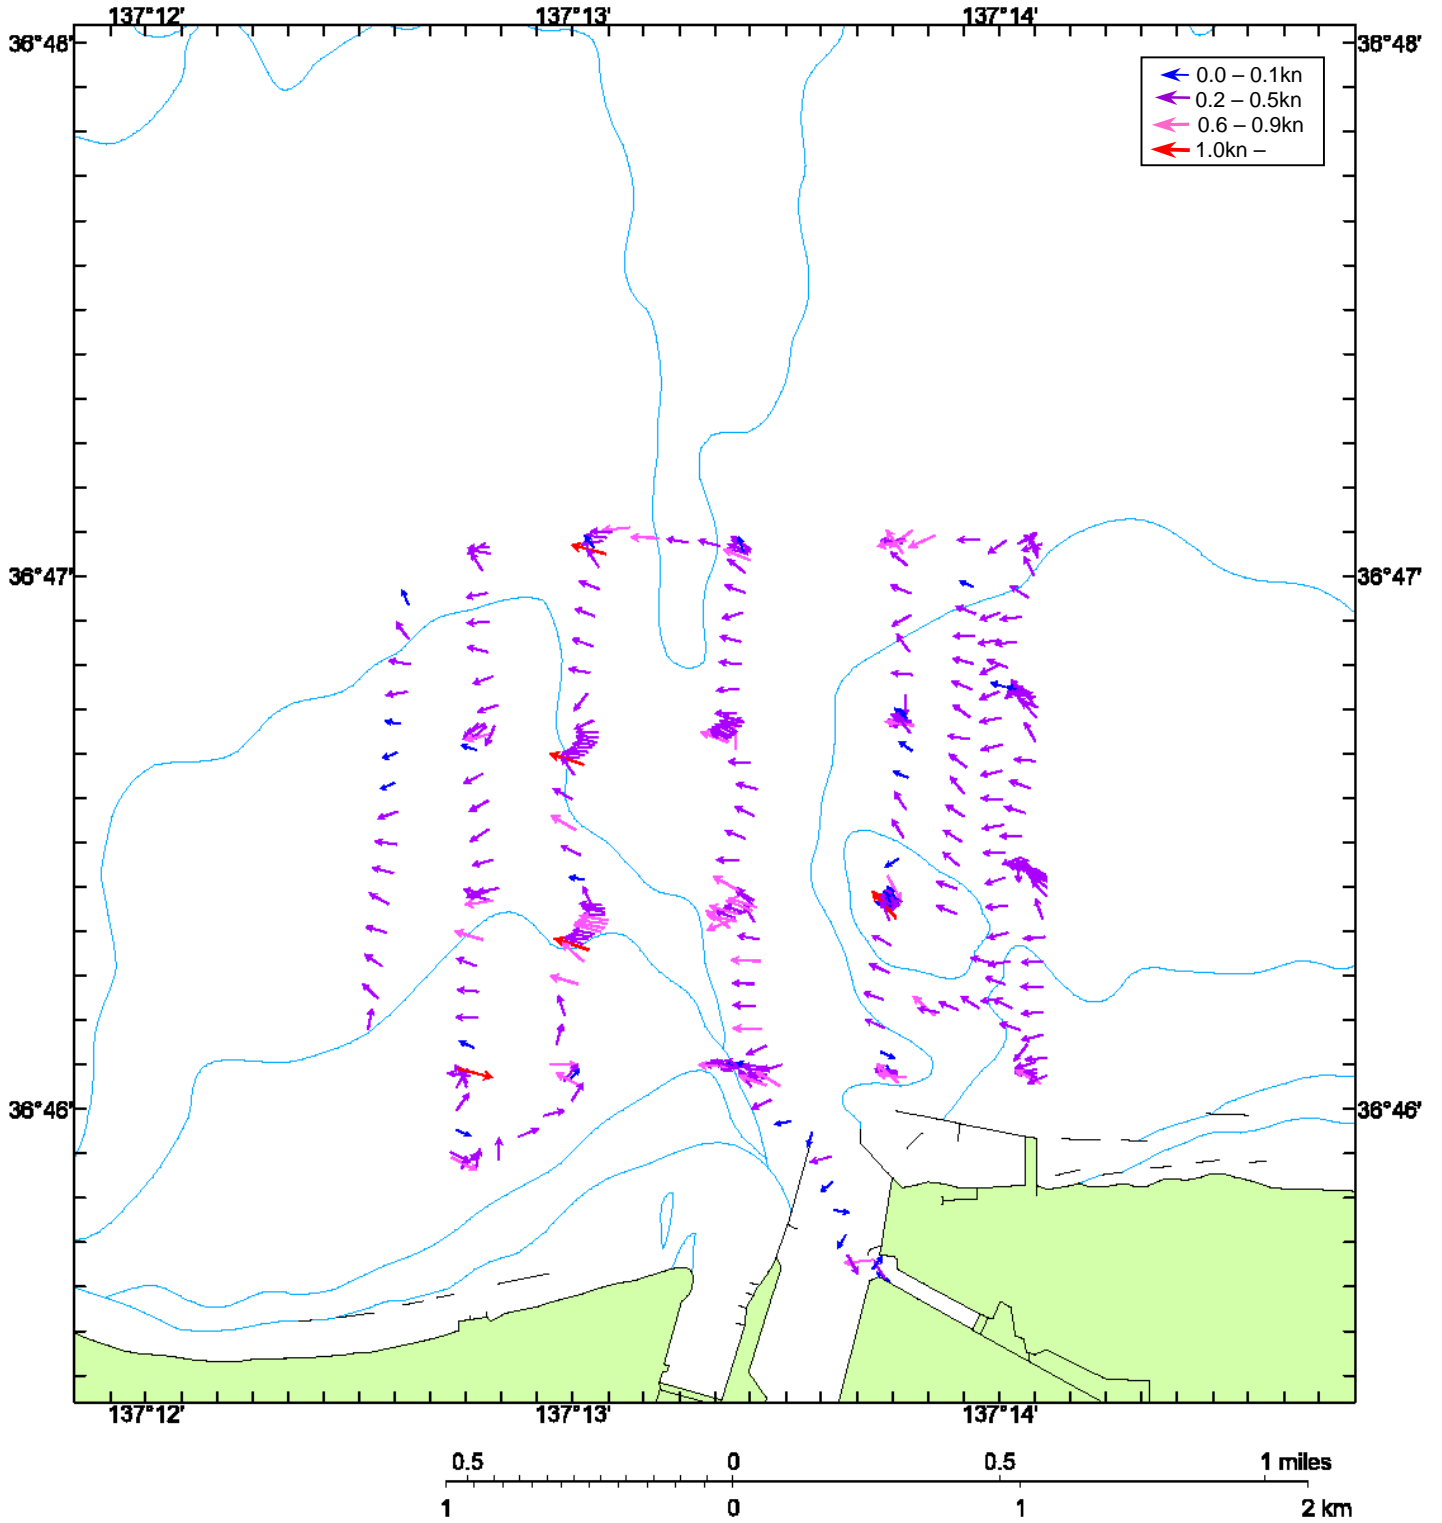 137°12' 137°13' 137°14'
36°48' 36°48'
0.0 – 0.1kn
0.2 – 0.5kn
0.6 – 0.9kn
1.0kn –
36°47' 36°47'
36°46' 36°46'
137°12' 137°13' 137°14'
0.5 0 0.5 1 miles
1 0 1 2 km